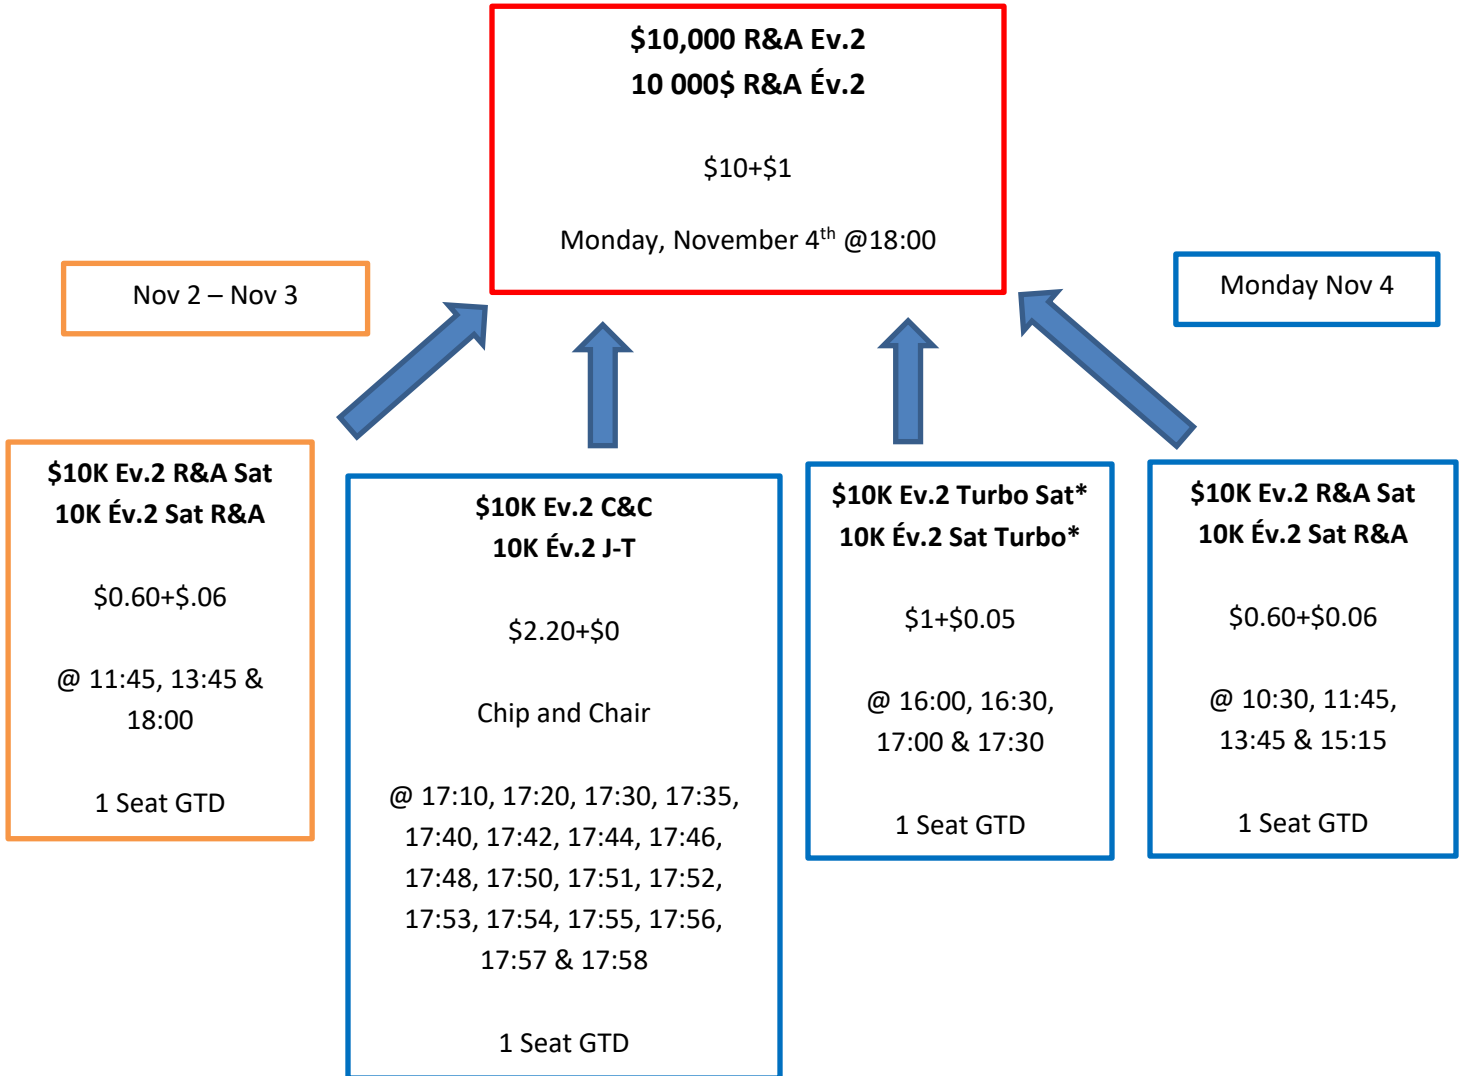 $10,000 R&A Ev.2
10 000$ R&A Év.2
$10+$1
Monday, November 4th @18:00
Nov 2 – Nov 3
Monday Nov 4
$10K Ev.2 R&A Sat
10K Év.2 Sat R&A
$0.60+$.06
@ 11:45, 13:45 &
18:00
1 Seat GTD
$10K Ev.2 C&C
10K Év.2 J-T
$2.20+$0
Chip and Chair
@ 17:10, 17:20, 17:30, 17:35,
17:40, 17:42, 17:44, 17:46,
17:48, 17:50, 17:51, 17:52,
17:53, 17:54, 17:55, 17:56,
17:57 & 17:58
1 Seat GTD
$10K Ev.2 Turbo Sat*
10K Év.2 Sat Turbo*
$1+$0.05
@ 16:00, 16:30,
17:00 & 17:30
1 Seat GTD
$10K Ev.2 R&A Sat
10K Év.2 Sat R&A
$0.60+$0.06
@ 10:30, 11:45,
13:45 & 15:15
1 Seat GTD